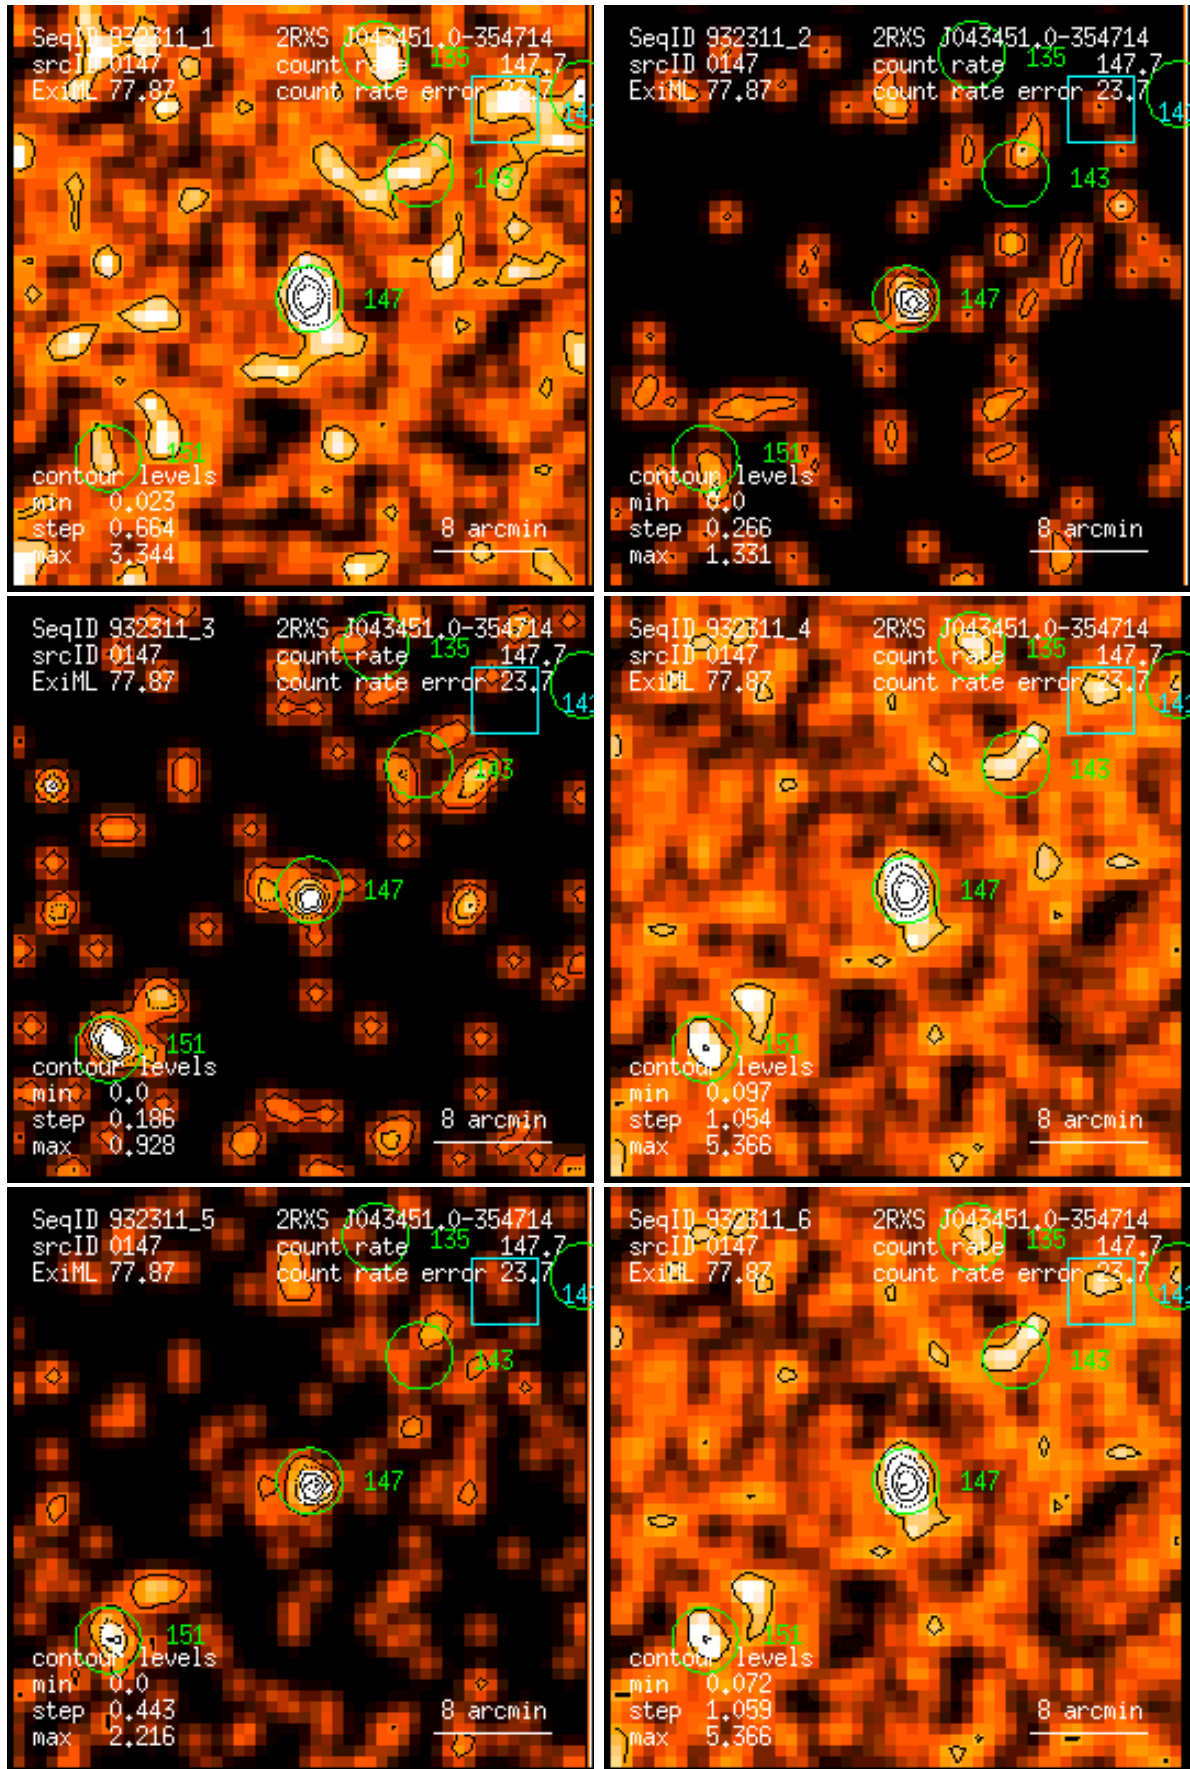 SeqID 932311_1 2RXS J043451.0-354714
srcID 0147 count rate 147.7
ExiML 77.87 count rate error 23.7
135
141
143
147
151
contour levels
min 0.023
step 0.664
max 3.344
8 arcmin
SeqID 932311_2 2RXS J043451.0-354714
srcID 0147 count rate 147.7
ExiML 77.87 count rate error 23.7
135
141
143
147
151
contour levels
min 0.0
step 0.266
max 1.331
8 arcmin
SeqID 932311_3 2RXS J043451.0-354714
srcID 0147 count rate 147.7
ExiML 77.87 count rate error 23.7
135
141
143
147
151
contour levels
min 0.0
step 0.186
max 0.928
8 arcmin
SeqID 932311_4 2RXS J043451.0-354714
srcID 0147 count rate 147.7
ExiML 77.87 count rate error 23.7
135
141
143
147
151
contour levels
min 0.097
step 1.054
max 5.366
8 arcmin
SeqID 932311_5 2RXS J043451.0-354714
srcID 0147 count rate 147.7
ExiML 77.87 count rate error 23.7
135
141
143
147
151
contour levels
min 0.0
step 0.443
max 2.216
8 arcmin
SeqID 932311_6 2RXS J043451.0-354714
srcID 0147 count rate 147.7
ExiML 77.87 count rate error 23.7
135
141
143
147
151
contour levels
min 0.072
step 1.059
max 5.366
8 arcmin